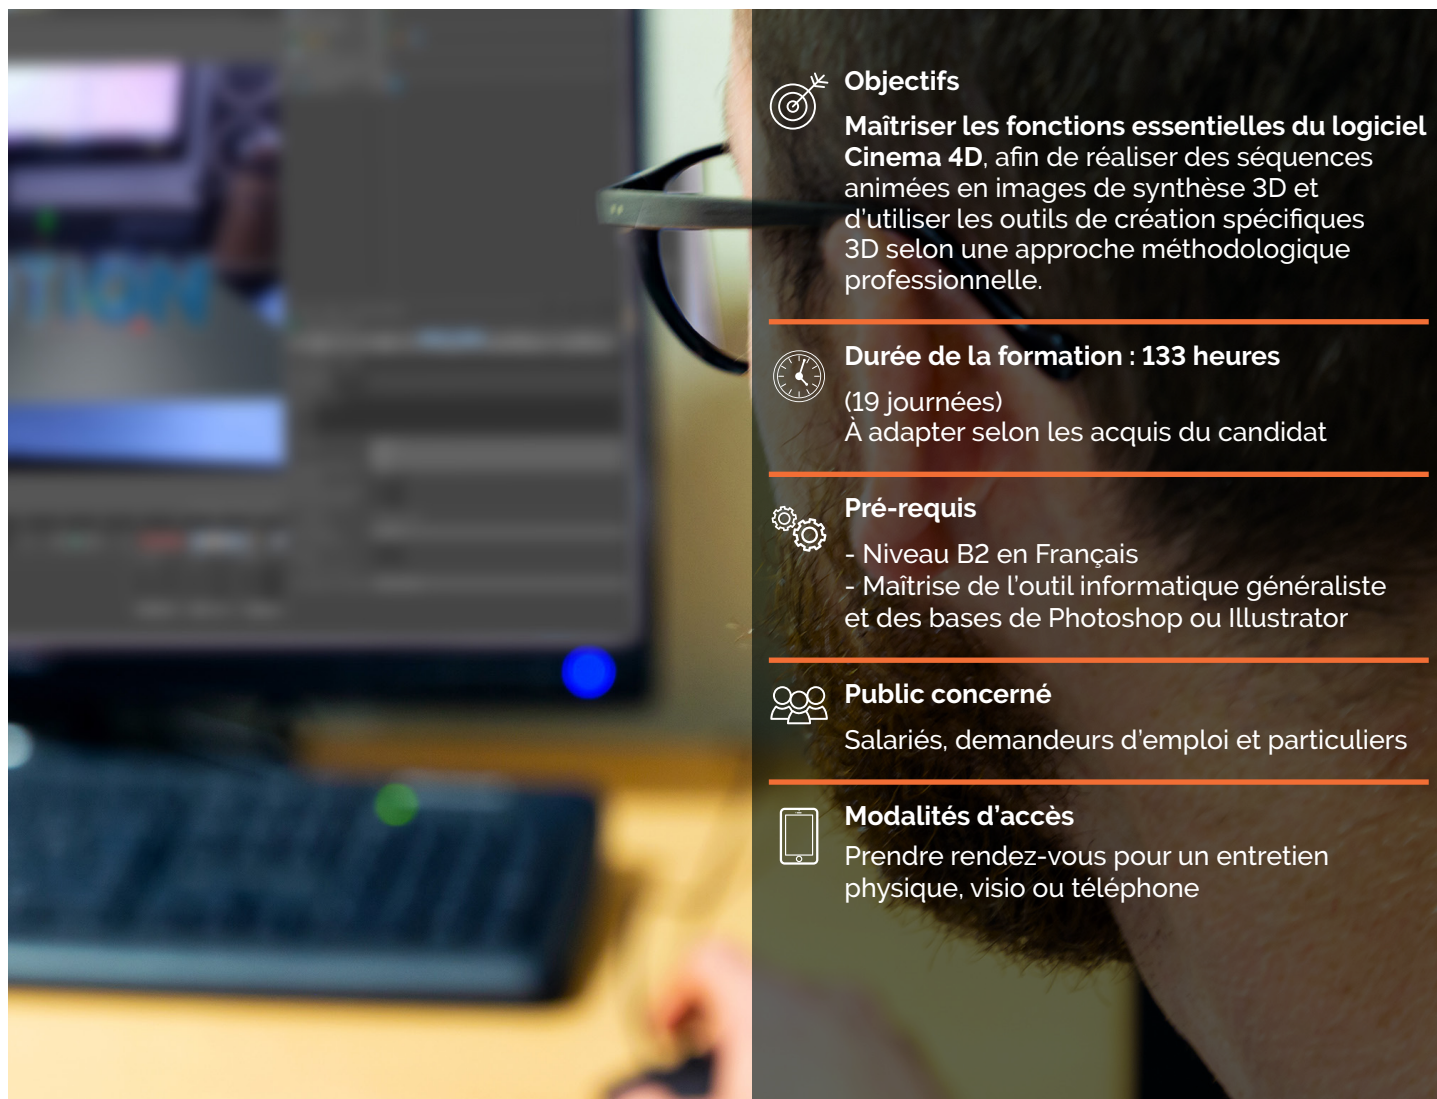 Objectifs
Maîtriser les fonctions essentielles du logiciel
Cinema 4D, afin de réaliser des séquences
animées en images de synthèse 3D et
d’utiliser les outils de création spécifiques
3D selon une approche méthodologique
professionnelle.
Durée de la formation : 133 heures
(19 journées)
À adapter selon les acquis du candidat
Pré-requis
- Niveau B2 en Français
- Maîtrise de l’outil informatique généraliste
et des bases de Photoshop ou Illustrator
Public concerné
Salariés, demandeurs d’emploi et particuliers
Modalités d’accès
Prendre rendez-vous pour un entretien
physique, visio ou téléphone